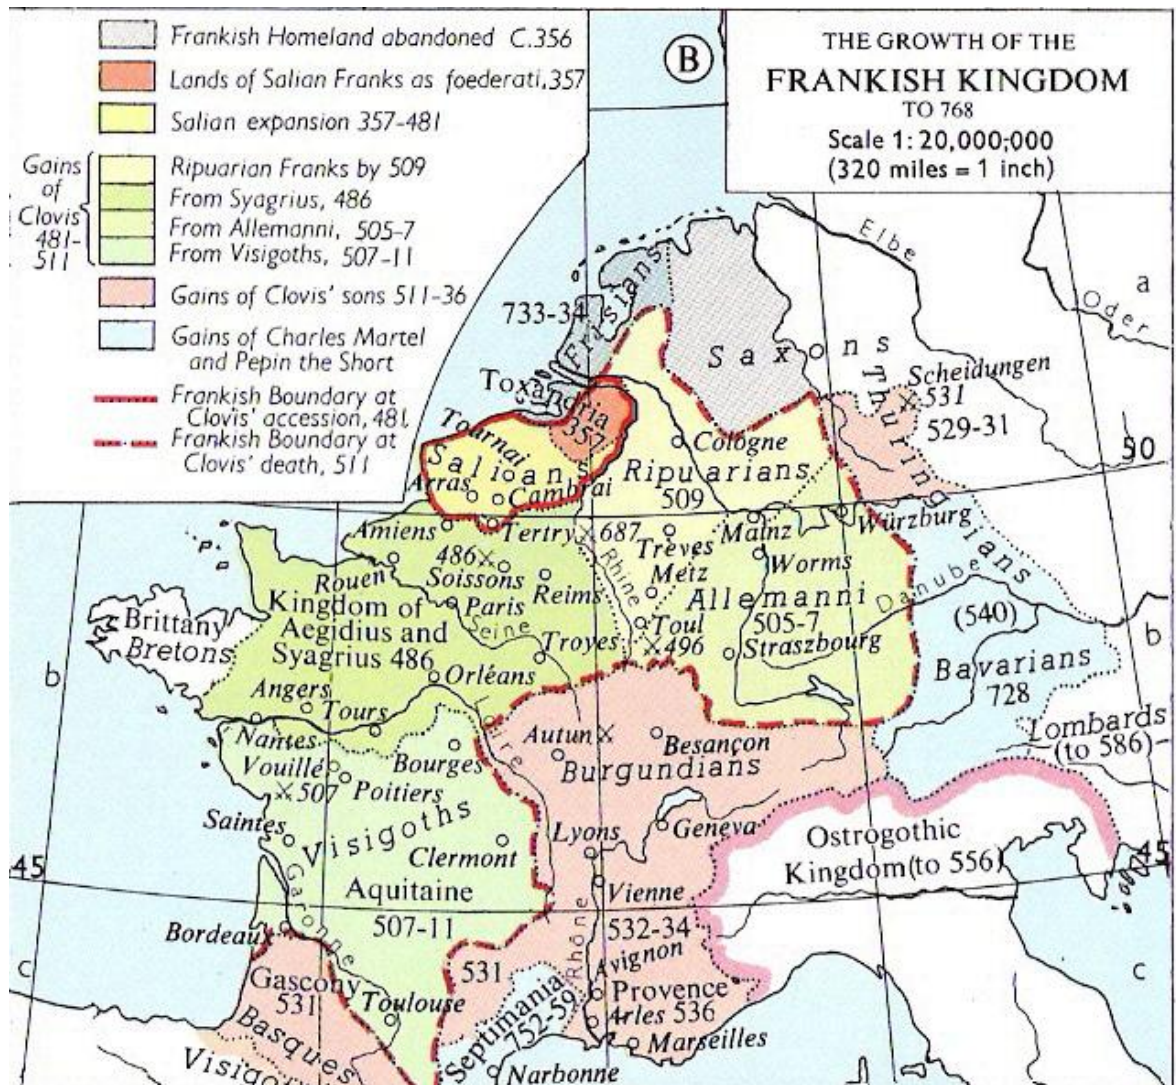 Frankish Homeland abandoned C.356
Lands of Salian Franks as foederati,357
Salian expansion 357-481
Gains
of
Clovis
481-
511
Ripuarian Franks by 509
From Syagrius, 486
From Allemanni, 505-7
From Visigoths, 507-11
Gains of Clovis' sons 511-36
Gains of Charles Martel
and Pepin the Short
Frankish Boundary at
Clovis' accession, 481
Frankish Boundary at
Clovis' death, 511
B
THE GROWTH OF THE
FRANKISH KINGDOM
TO 768
Scale 1:20,000,000
(320 miles = 1 inch)
Elbe
Oder
a
733-34
Frisians
Saxons
Thuringians
Scheidungen
531
529-31
50
Toxandria
357
Tournai
Salians
Arras
Cambrai
Cologne
Ripuarians
509
Amiens
Tertry
687
Treves
Mainz
Würzburg
486
Soissons
Rhine
Metz
Worms
Rouen
Reims
Kingdom of
Aegidius and
Syagrius 486
Paris
Seine
Allemanni
505-7
Danube
(540)
Brittany
Bretons
Troyes
Toul
496
Straszbourg
Bavarians
728
b
b
Orléans
Angers
Tours
Loire
Nantes
Vouillé
507
Bourges
Poitiers
Autun
Besançon
Burgundians
Lombards
(to 586)
Saintes
Visigoths
Clermont
Lyons
Geneva
Ostrogothic
Kingdom (to 556)
45
45
Garonne
Aquitaine
507-11
Vienne
532-34
Bordeaux
Rhône
Avignon
c
c
Gascony
531
531
Toulouse
Septimania
752-59
Provence
Arles 536
Marseilles
Basques
Narbonne